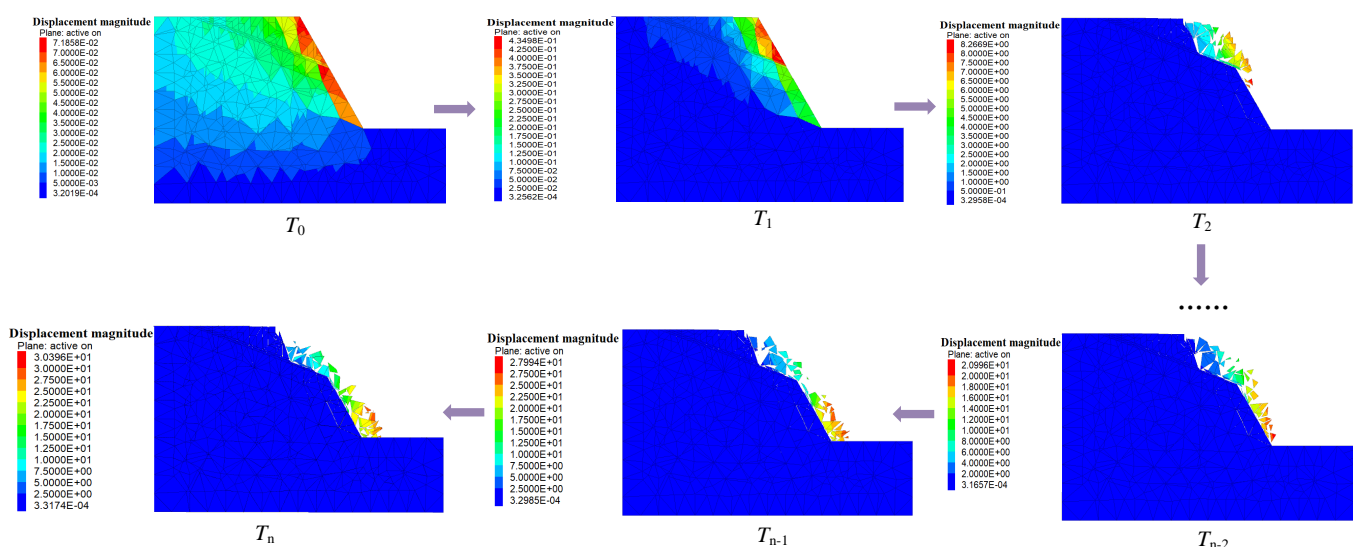 Displacement magnitude
Plane: active on
7.1858E-02
7.0000E-02
6.5000E-02
6.0000E-02
5.5000E-02
5.0000E-02
4.5000E-02
4.0000E-02
3.5000E-02
3.0000E-02
2.5000E-02
2.0000E-02
1.5000E-02
1.0000E-02
5.0000E-03
3.2019E-04
T0
Displacement magnitude
Plane: active on
4.3498E-01
4.2500E-01
4.0000E-01
3.7500E-01
3.5000E-01
3.2500E-01
3.0000E-01
2.7500E-01
2.5000E-01
2.2500E-01
2.0000E-01
1.7500E-01
1.5000E-01
1.2500E-01
1.0000E-01
7.5000E-02
5.0000E-02
2.5000E-02
3.2562E-04
T1
Displacement magnitude
Plane: active on
8.2669E+00
8.0000E+00
7.5000E+00
7.0000E+00
6.5000E+00
6.0000E+00
5.5000E+00
5.0000E+00
4.5000E+00
4.0000E+00
3.5000E+00
3.0000E+00
2.5000E+00
2.0000E+00
1.5000E+00
1.0000E+00
5.0000E-01
3.2958E-04
T2
......
Displacement magnitude
Plane: active on
3.0396E+01
3.0000E+01
2.7500E+01
2.5000E+01
2.2500E+01
2.0000E+01
1.7500E+01
1.5000E+01
1.2500E+01
1.0000E+01
7.5000E+00
5.0000E+00
2.5000E+00
3.3174E-04
Tn
Displacement magnitude
Plane: active on
2.7994E+01
2.7500E+01
2.5000E+01
2.2500E+01
2.0000E+01
1.7500E+01
1.5000E+01
1.2500E+01
1.0000E+01
7.5000E+00
5.0000E+00
2.5000E+00
3.2985E-04
Tn-1
Displacement magnitude
Plane: active on
2.0996E+01
2.0000E+01
1.8000E+01
1.6000E+01
1.4000E+01
1.2000E+01
1.0000E+01
8.0000E+00
6.0000E+00
4.0000E+00
2.0000E+00
3.1657E-04
Tn-2